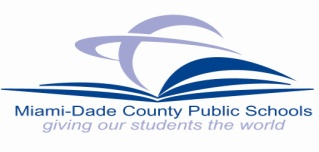 Miami-Dade County Public Schools
giving our students the world